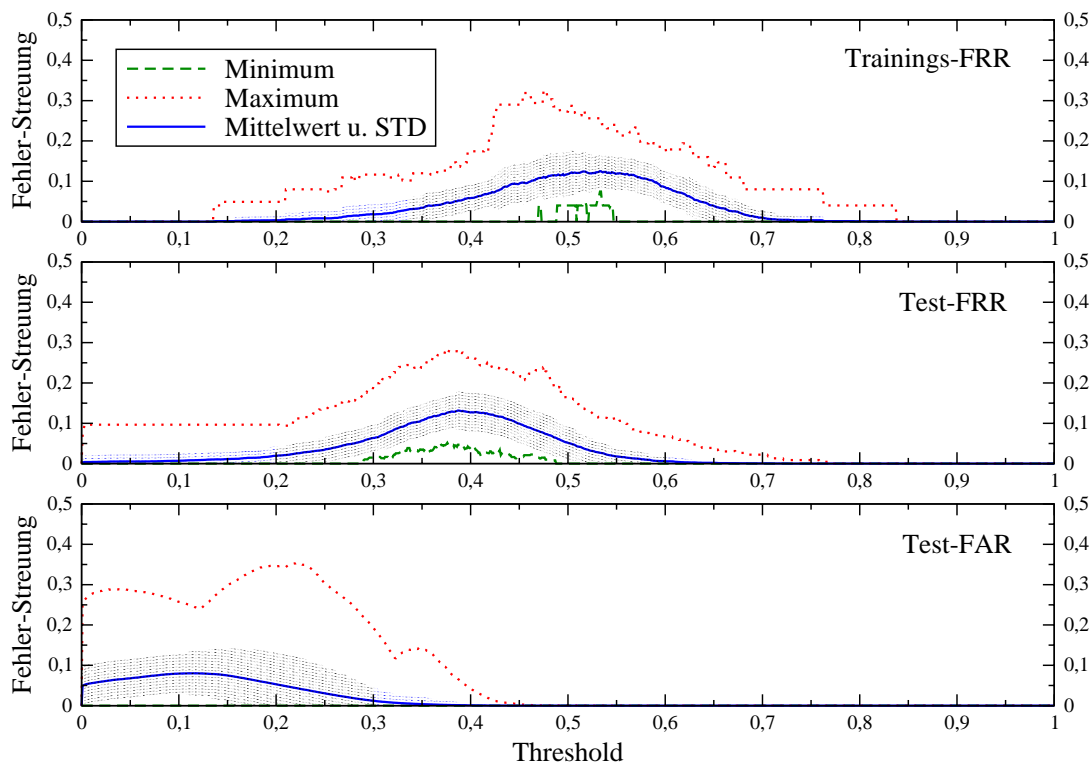 0,5 0,5
0,4 0,4
0,3 0,3
0,2 0,2
0,1 0,1
0 0
Fehler-Streuung
Minimum
Maximum
Mittelwert u. STD
Trainings-FRR
0 0,1 0,2 0,3 0,4 0,5 0,6 0,7 0,8 0,9 1
0,5 0,5
0,4 0,4
0,3 0,3
0,2 0,2
0,1 0,1
0 0
Fehler-Streuung
Test-FRR
0 0,1 0,2 0,3 0,4 0,5 0,6 0,7 0,8 0,9 1
0,5 0,5
0,4 0,4
0,3 0,3
0,2 0,2
0,1 0,1
0 0
Fehler-Streuung
Test-FAR
0 0,1 0,2 0,3 0,4 0,5 0,6 0,7 0,8 0,9 1
Threshold